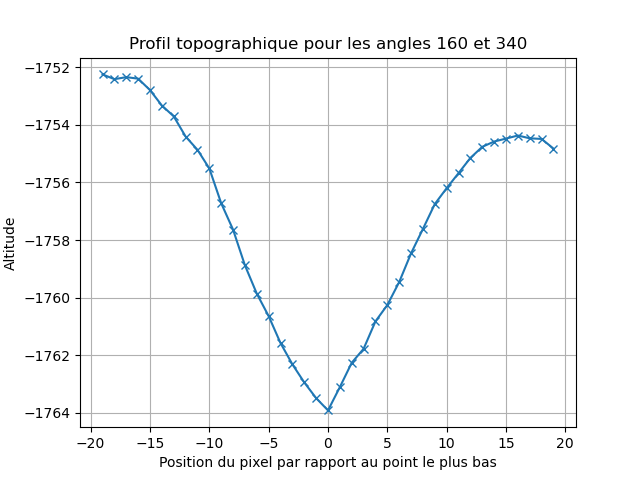 Profil topographique pour les angles 160 et 340
−1752
−1754
−1756
−1758
−1760
−1762
−1764
Altitude
−20 −15 −10 −5 0 5 10 15 20
Position du pixel par rapport au point le plus bas